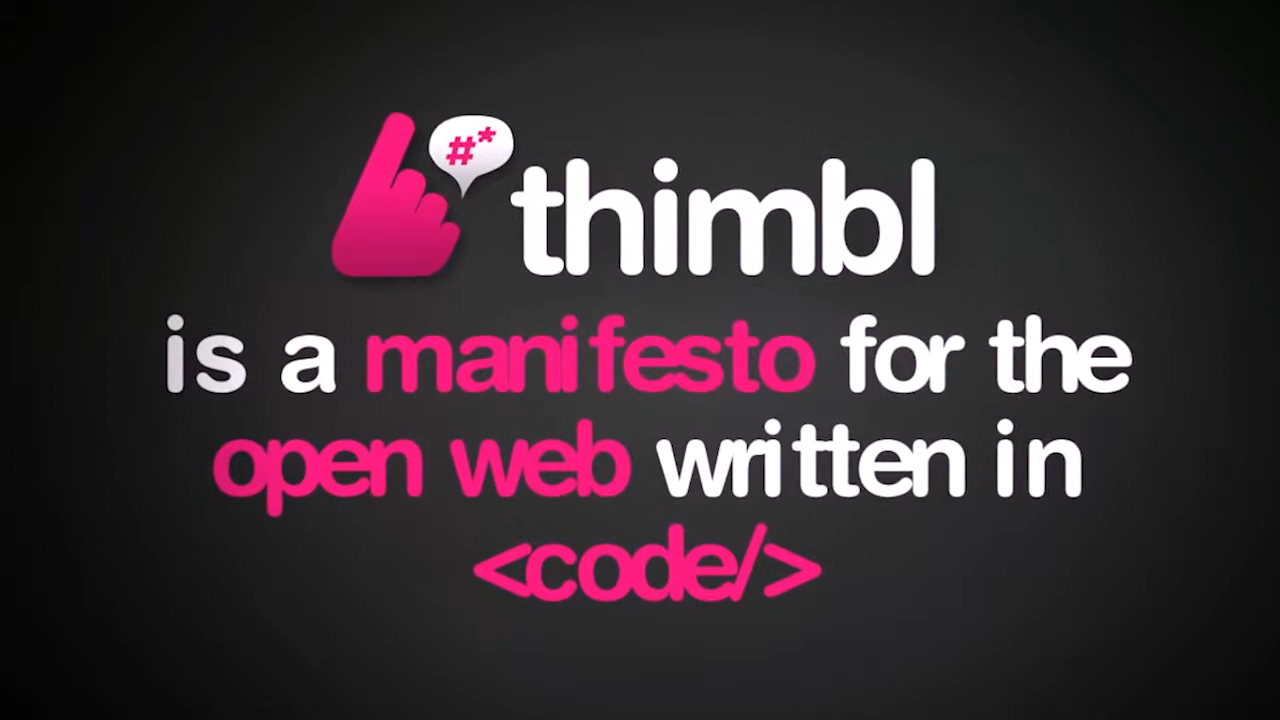 #*
thimbl
is a manifesto for the
open web written in
<code/>